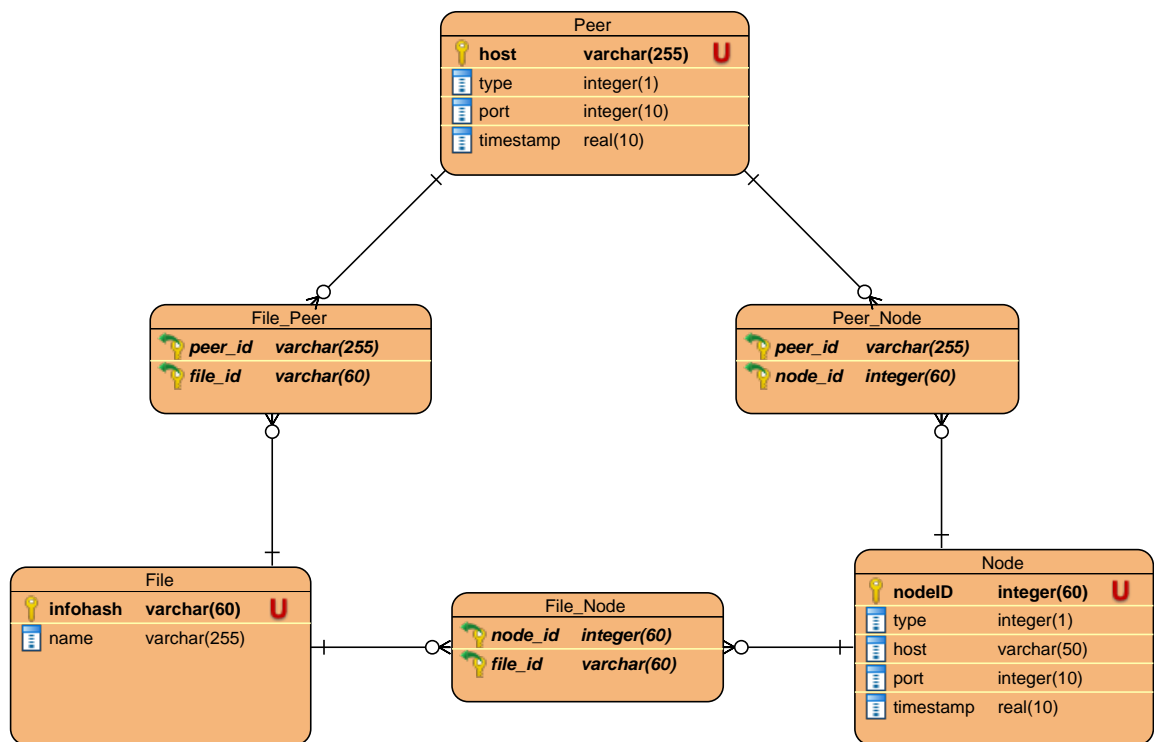 Peer
host varchar(255) U
type integer(1)
port integer(10)
timestamp real(10)
File_Peer
peer_id varchar(255)
file_id varchar(60)
Peer_Node
peer_id varchar(255)
node_id integer(60)
File
infohash varchar(60) U
name varchar(255)
File_Node
node_id integer(60)
file_id varchar(60)
Node
nodeID integer(60) U
type integer(1)
host varchar(50)
port integer(10)
timestamp real(10)